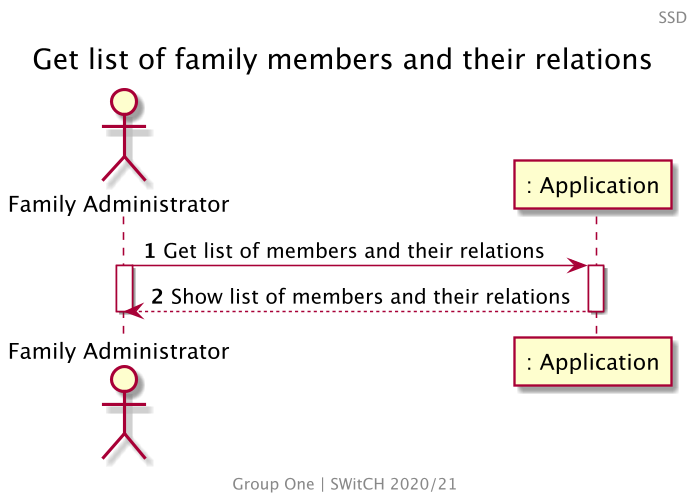 SSD
Get list of family members and their relations
Family Administrator
: Application
1 Get list of members and their relations
2 Show list of members and their relations
Family Administrator
: Application
Group One | SWitCH 2020/21